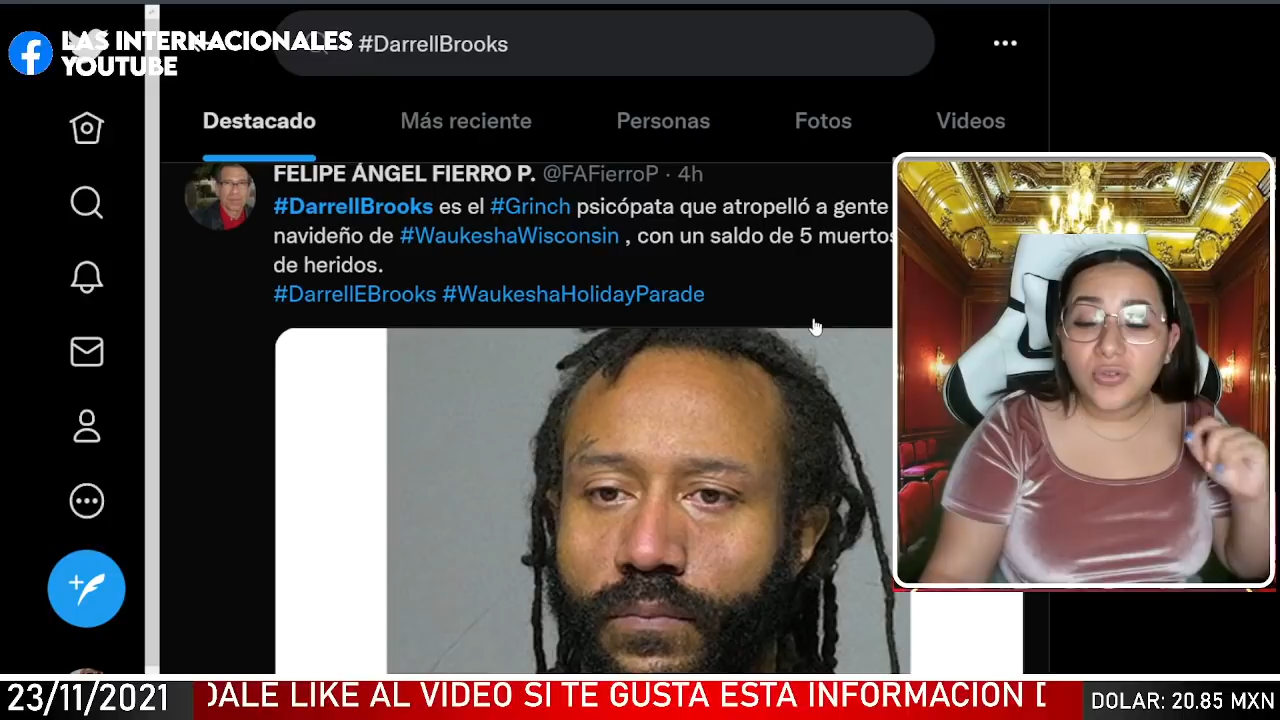 LAS INTERNACIONALES
YOUTUBE
#DarrellBrooks
Destacado
Más reciente
Personas
Fotos
Videos
FELIPE ÁNGEL FIERRO P. @FAFierroP · 4h
#DarrellBrooks es el #Grinch psicópata que atropelló a gente
navideño de #WaukeshaWisconsin , con un saldo de 5 muertos
de heridos.
#DarrellEBrooks #WaukeshaHolidayParade
23/11/2021
DALE LIKE AL VIDEO SI TE GUSTA ESTA INFORMACION
DOLAR: 20.85 MXN